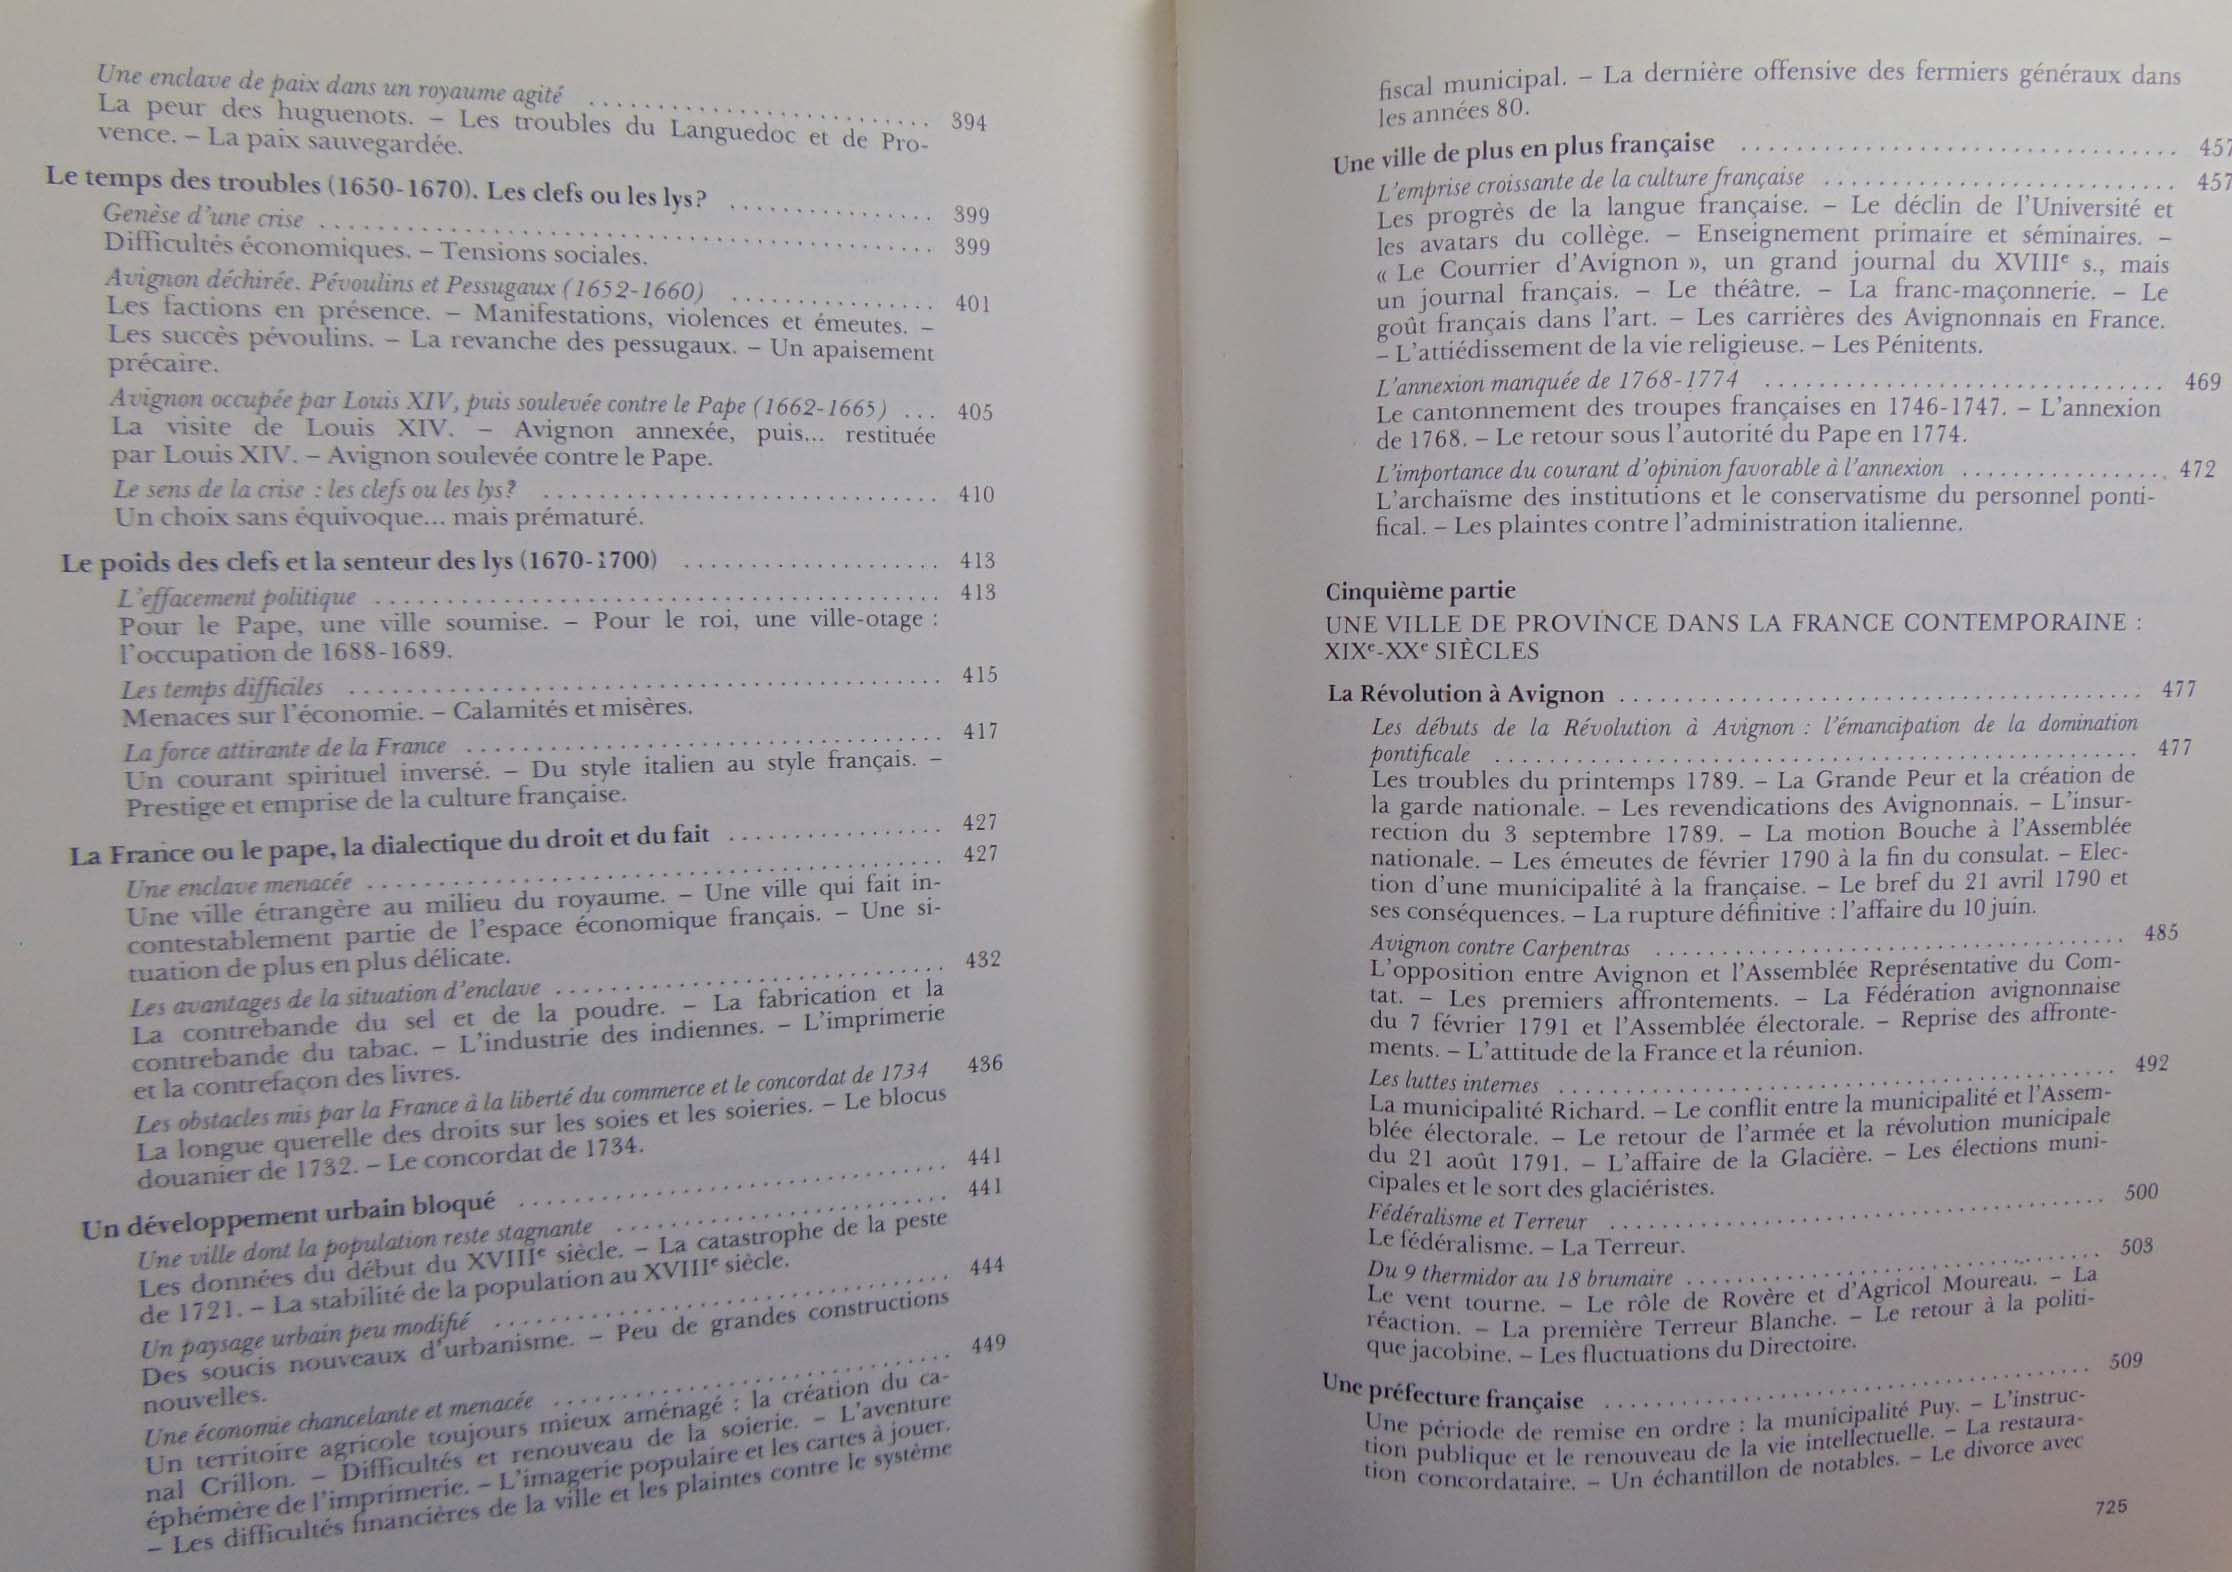 Une enclave de paix dans un royaume agité . . . . . . . . . . . . . . . . . . . . . . 394
La peur des huguenots. – Les troubles du Languedoc et de Pro-
vence. – La paix sauvegardée.
Le temps des troubles (1650-1670). Les clefs ou les lys? . . . . . . . . . . . . . . . 399
Genèse d'une crise . . . . . . . . . . . . . . . . . . . . . . . . . . . . . . 399
Difficultés économiques. – Tensions sociales.
Avignon déchirée. Pévoulins et Pessugaux (1652-1660) . . . . . . . . . . . . . . . 401
Les factions en présence. – Manifestations, violences et émeutes. –
Les succès pévoulins. – La revanche des pessugaux. – Un apaisement
précaire.
Avignon occupée par Louis XIV, puis soulevée contre le Pape (1662-1665) . . . 405
La visite de Louis XIV. – Avignon annexée, puis... restituée
par Louis XIV. – Avignon soulevée contre le Pape.
Le sens de la crise : les clefs ou les lys? . . . . . . . . . . . . . . . . . . . . 410
Un choix sans équivoque... mais prématuré.
Le poids des clefs et la senteur des lys (1670-1700) . . . . . . . . . . . . . . . . 413
L'effacement politique . . . . . . . . . . . . . . . . . . . . . . . . . . . . 413
Pour le Pape, une ville soumise. – Pour le roi, une ville-otage :
l'occupation de 1688-1689.
Les temps difficiles . . . . . . . . . . . . . . . . . . . . . . . . . . . . . . 415
Menaces sur l'économie. – Calamités et misères.
La force attirante de la France . . . . . . . . . . . . . . . . . . . . . . . . 417
Un courant spirituel inversé. – Du style italien au style français. –
Prestige et emprise de la culture française.
La France ou le pape, la dialectique du droit et du fait . . . . . . . . . . . . . . 427
Une enclave menacée . . . . . . . . . . . . . . . . . . . . . . . . . . . . 427
Une ville étrangère au milieu du royaume. – Une ville qui fait in-
contestablement partie de l'espace économique français. – Une si-
tuation de plus en plus délicate.
Les avantages de la situation d'enclave . . . . . . . . . . . . . . . . . . . . 432
La contrebande du sel et de la poudre. – La fabrication et la
contrebande du tabac. – L'industrie des indiennes. – L'imprimerie
et la contrefaçon des livres.
Les obstacles mis par la France à la liberté du commerce et le concordat de 1734 436
La longue querelle des droits sur les soies et les soieries. – Le blocus
douanier de 1732. – Le concordat de 1734.
Un développement urbain bloqué . . . . . . . . . . . . . . . . . . . . . . . . 441
Une ville dont la population reste stagnante . . . . . . . . . . . . . . . . . . 441
Les données du début du XVIIIe siècle. – La catastrophe de la peste
de 1721. – La stabilité de la population au XVIIIe siècle.
Un paysage urbain peu modifié . . . . . . . . . . . . . . . . . . . . . . . . 444
Des soucis nouveaux d'urbanisme. – Peu de grandes constructions
nouvelles.
Une économie chancelante et menacée . . . . . . . . . . . . . . . . . . . . 449
Un territoire agricole toujours mieux aménagé : la création du ca-
nal Crillon. – Difficultés et renouveau de la soierie. – L'aventure
éphémère de l'imprimerie. – L'imagerie populaire et les cartes à jouer.
– Les difficultés financières de la ville et les plaintes contre le système
fiscal municipal. – La dernière offensive des fermiers généraux dans
les années 80.
Une ville de plus en plus française . . . . . . . . . . . . . . . . . . . . . . . . 457
L'emprise croissante de la culture française . . . . . . . . . . . . . . . . . . 457
Les progrès de la langue française. – Le déclin de l'Université et
les avatars du collège. – Enseignement primaire et séminaires. –
« Le Courrier d'Avignon », un grand journal du XVIIIe s., mais
un journal français. – Le théâtre. – La franc-maçonnerie. – Le
goût français dans l'art. – Les carrières des Avignonnais en France.
– L'attiédissement de la vie religieuse. – Les Pénitents.
L'annexion manquée de 1768-1774 . . . . . . . . . . . . . . . . . . . . . . 469
Le cantonnement des troupes françaises en 1746-1747. – L'annexion
de 1768. – Le retour sous l'autorité du Pape en 1774.
L'importance du courant d'opinion favorable à l'annexion . . . . . . . . . . . 472
L'archaïsme des institutions et le conservatisme du personnel ponti-
fical. – Les plaintes contre l'administration italienne.
Cinquième partie
UNE VILLE DE PROVINCE DANS LA FRANCE CONTEMPORAINE :
XIXe-XXe SIÈCLES
La Révolution à Avignon . . . . . . . . . . . . . . . . . . . . . . . . . . . . 477
Les débuts de la Révolution à Avignon : l'émancipation de la domination
pontificale . . . . . . . . . . . . . . . . . . . . . . . . . . . . . . . . . . 477
Les troubles du printemps 1789. – La Grande Peur et la création de
la garde nationale. – Les revendications des Avignonnais. – L'insur-
rection du 3 septembre 1789. – La motion Bouche à l'Assemblée
nationale. – Les émeutes de février 1790 à la fin du consulat. – Elec-
tion d'une municipalité à la française. – Le bref du 21 avril 1790 et
ses conséquences. – La rupture définitive : l'affaire du 10 juin.
Avignon contre Carpentras . . . . . . . . . . . . . . . . . . . . . . . . . . 485
L'opposition entre Avignon et l'Assemblée Représentative du Com-
tat. – Les premiers affrontements. – La Fédération avignonnaise
du 7 février 1791 et l'Assemblée électorale. – Reprise des affronte-
ments. – L'attitude de la France et la réunion.
Les luttes internes . . . . . . . . . . . . . . . . . . . . . . . . . . . . . . 492
La municipalité Richard. – Le conflit entre la municipalité et l'Assem-
blée électorale. – Le retour de l'armée et la révolution municipale
du 21 août 1791. – L'affaire de la Glacière. – Les élections muni-
cipales et le sort des glaciéristes.
Fédéralisme et Terreur . . . . . . . . . . . . . . . . . . . . . . . . . . . . 500
Le fédéralisme. – La Terreur.
Du 9 thermidor au 18 brumaire . . . . . . . . . . . . . . . . . . . . . . . . 503
Le vent tourne. – Le rôle de Rovère et d'Agricol Moureau. – La
réaction. – La première Terreur Blanche. – Le retour à la politi-
que jacobine. – Les fluctuations du Directoire.
Une préfecture française . . . . . . . . . . . . . . . . . . . . . . . . . . . . 509
Une période de remise en ordre : la municipalité Puy. – L'instruc-
tion publique et le renouveau de la vie intellectuelle. – La restaura-
tion concordataire. – Un échantillon de notables. – Le divorce avec
725